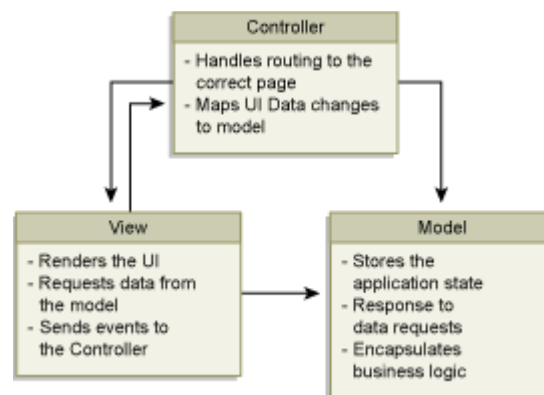 Controller
- Handles routing to the
correct page
- Maps UI Data changes
to model
View
- Renders the UI
- Requests data from
the model
- Sends events to
the Controller
Model
- Stores the
application state
- Response to
data requests
- Encapsulates
business logic